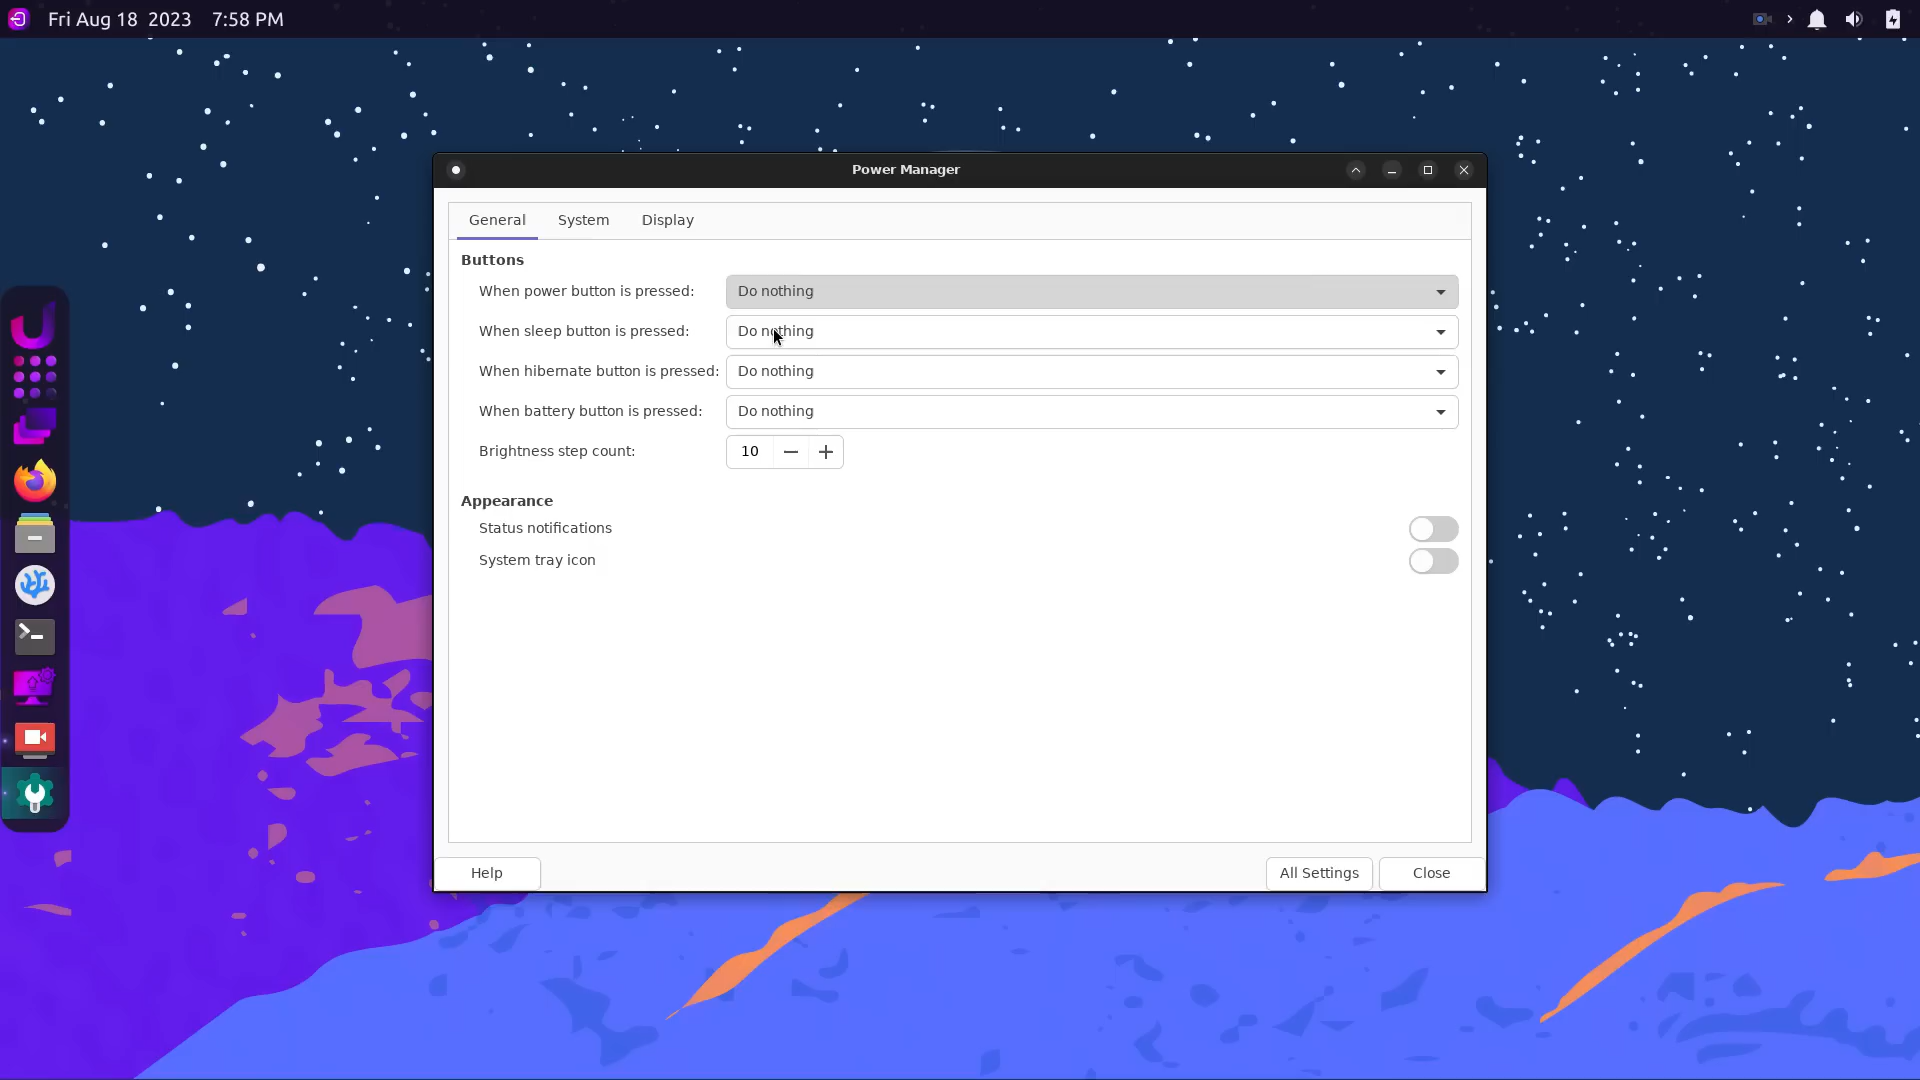 Fri Aug 18 2023 7:58 PM
Power Manager
General System Display
Buttons
When power button is pressed: Do nothing
When sleep button is pressed: Do nothing
When hibernate button is pressed: Do nothing
When battery button is pressed: Do nothing
Brightness step count: 10
Appearance
Status notifications
System tray icon
Help All Settings Close